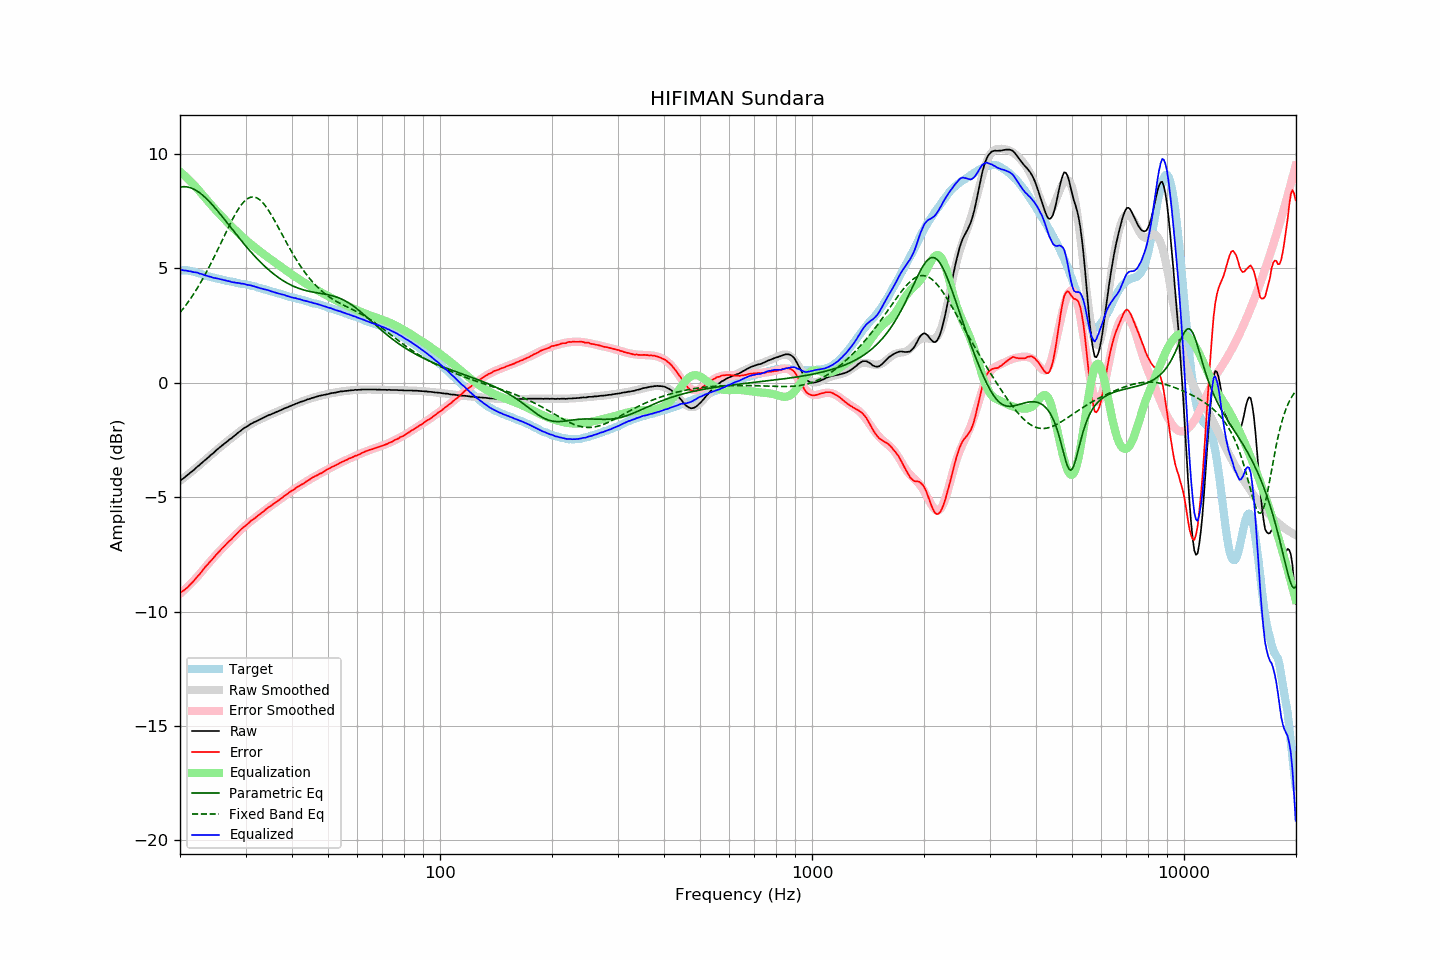 HIFIMAN Sundara
10
5
0
−5
−10
−15
−20
Amplitude (dBr)
Target
Raw Smoothed
Error Smoothed
Raw
Error
Equalization
Parametric Eq
Fixed Band Eq
Equalized
100
1000
10000
Frequency (Hz)